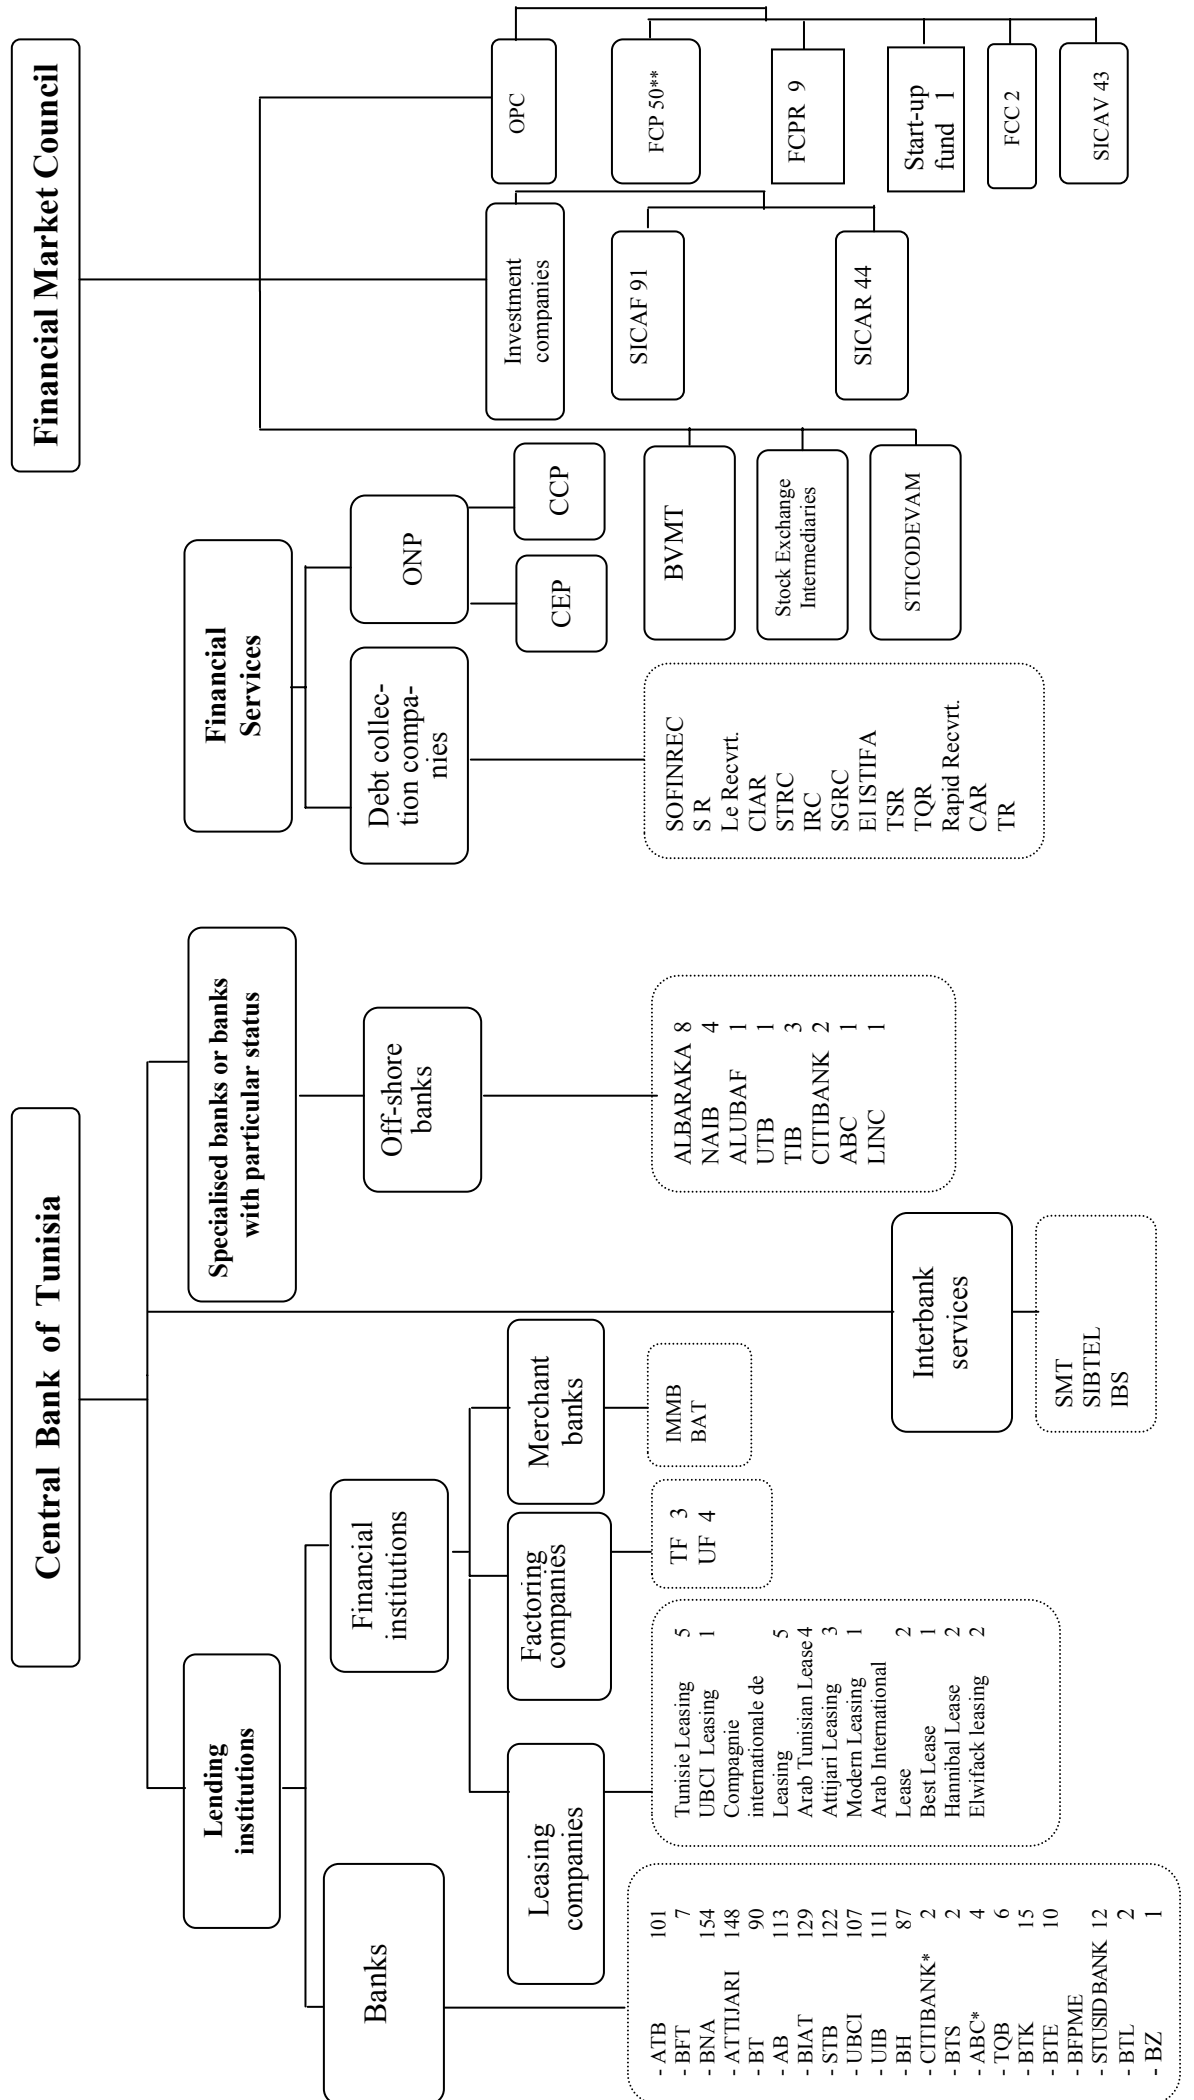 Central Bank of Tunisia
Financial Market Council
Lending
institutions
Specialised banks or banks
with particular status
Financial
Services
Banks
Financial
institutions
Off-shore
banks
Debt collec-
tion compa-
nies
ONP
Leasing
companies
Factoring
companies
Merchant
banks
CEP
CCP
Investment
companies
OPC
- ATB 101
- BFT 7
- BNA 154
- ATTIJARI 148
- BT 90
- AB 113
- BIAT 129
- STB 122
- UBCI 107
- UIB 111
- BH 87
- CITIBANK* 2
- BTS 2
- ABC* 4
- TQB 6
- BTK 15
- BTE 10
- BFPME
- STUSID BANK 12
- BTL 2
- BZ 1
Tunisie Leasing 5
UBCI Leasing 1
Compagnie
internationale de
Leasing 5
Arab Tunisian Lease 4
Attijari Leasing 3
Modern Leasing 1
Arab International
Lease 2
Best Lease 1
Hannibal Lease 2
Elwifack leasing 2
TF 3
UF 4
IMMB
BAT
Interbank
services
SMT
SIBTEL
IBS
ALBARAKA 8
NAIB 4
ALUBAF 1
UTB 1
TIB 3
CITIBANK 2
ABC 1
LINC 1
SOFINREC
S R
Le Recvrt.
CIAR
STRC
IRC
SGRC
El ISTIFA
TSR
TQR
Rapid Recvrt.
CAR
TR
BVMT
Stock Exchange
Intermediaries
STICODEVAM
SICAF 91
SICAR 44
FCP 50**
FCPR 9
Start-up
fund 1
FCC 2
SICAV 43